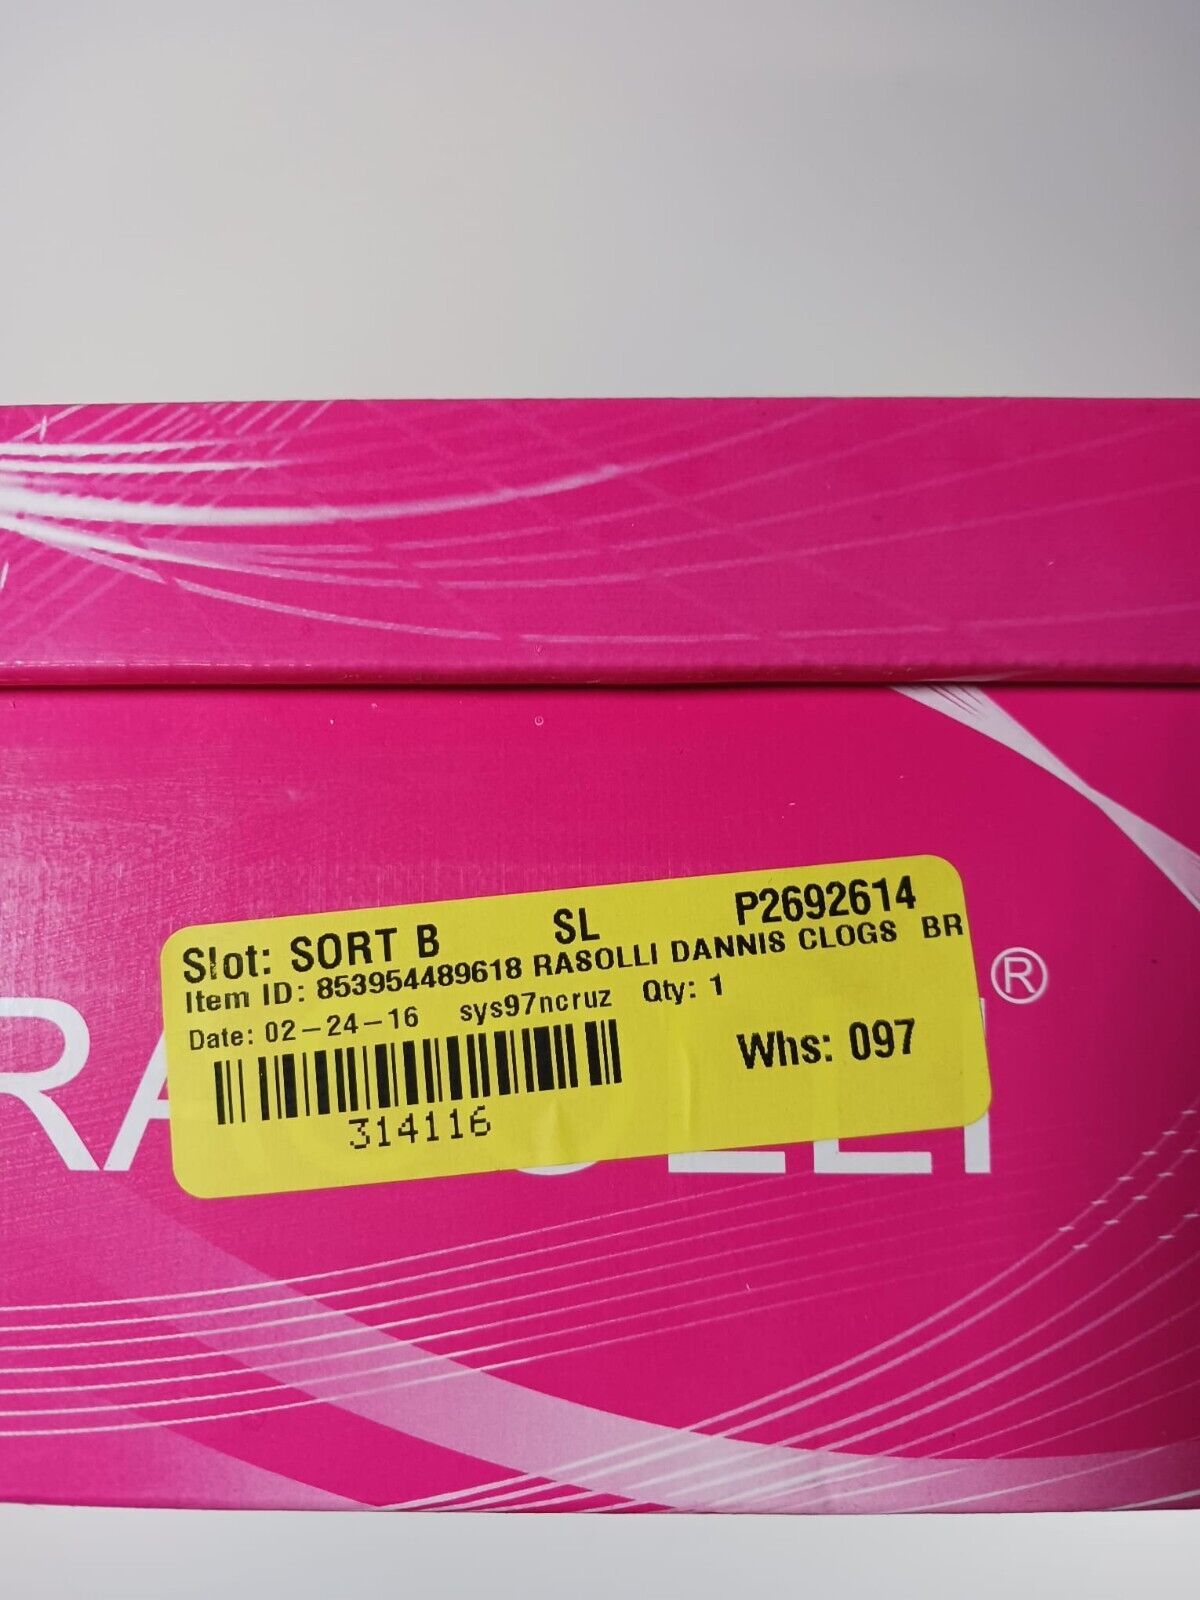 Slot: SORT B SL P2692614
Item ID: 853954489618 RASOLLI DANNIS CLOGS BR
Date: 02-24-16 sys97ncruz Qty: 1
Whs: 097
314116
®